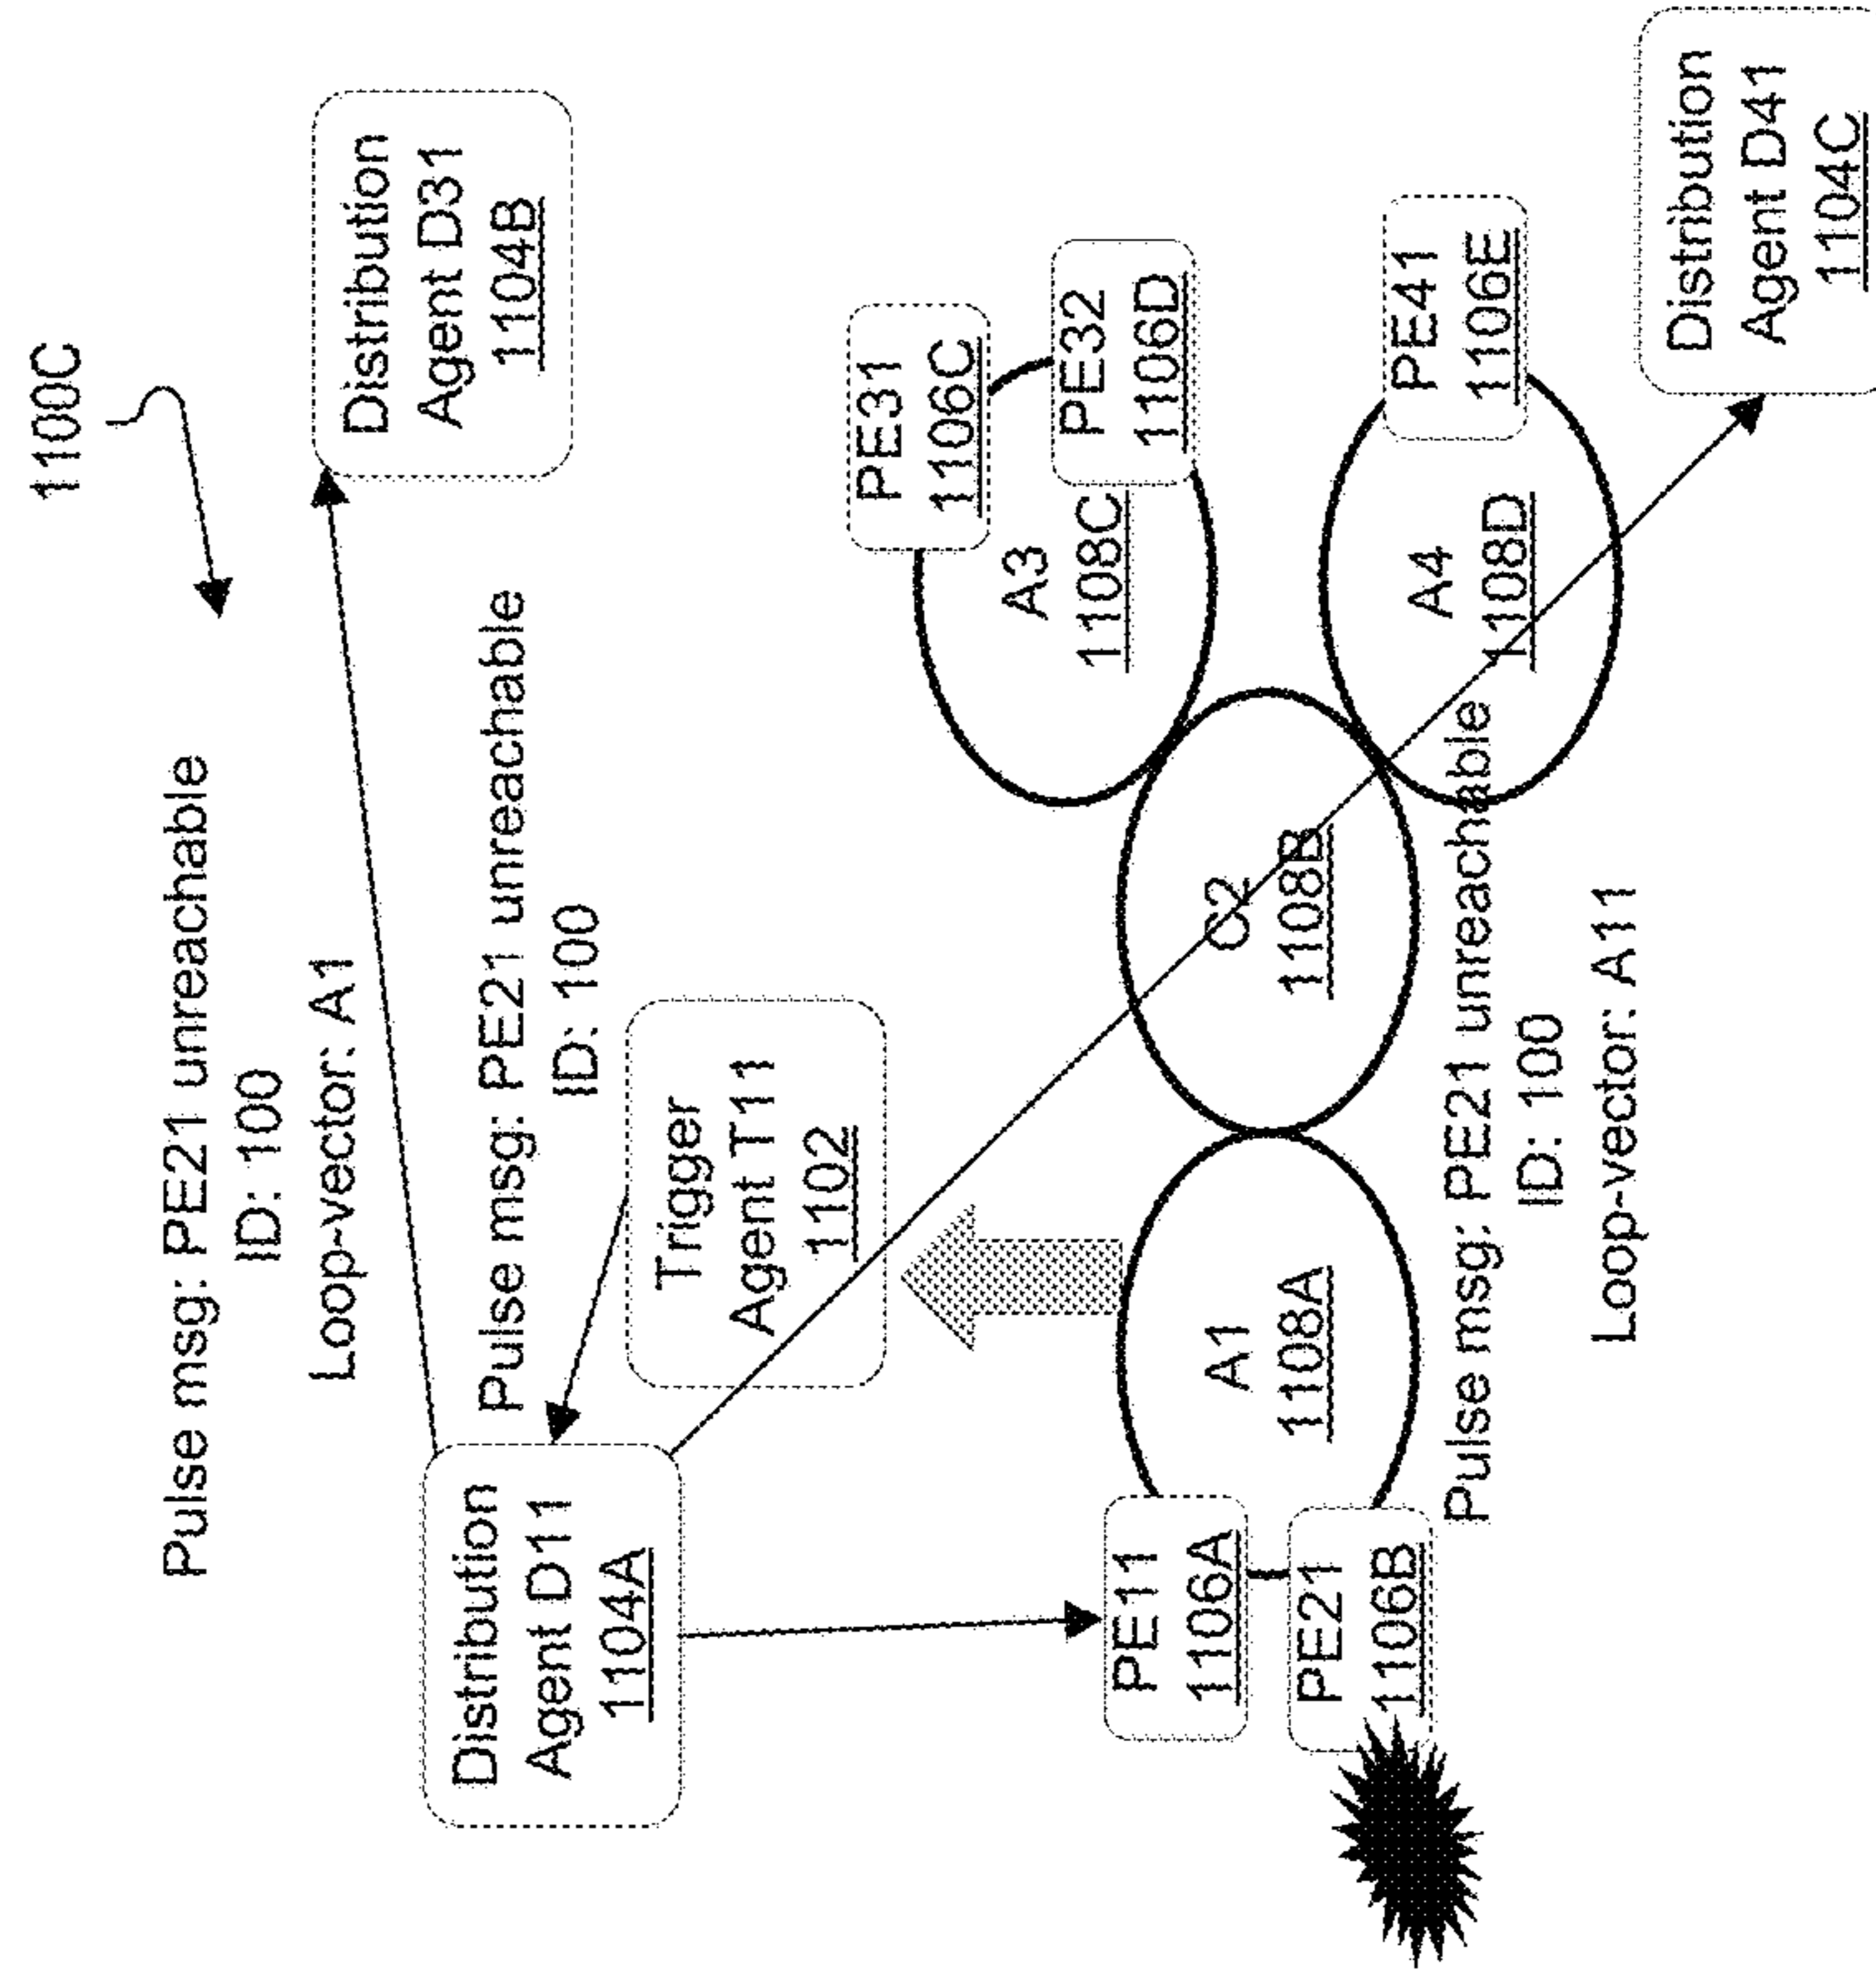 1100C
Pulse msg: PE21 unreachable
ID: 100
Loop-vector: A1
Distribution
Agent D31
1104B
Distribution
Agent D11
1104A
Pulse msg: PE21 unreachable
ID: 100
Trigger
Agent T11
1102
PE31
1106C
A3
1108C
PE32
1106D
PE11
1106A
A1
1108A
C2
1108B
PE21
1106B
PE41
1106E
A4
1108D
Pulse msg: PE21 unreachable
ID: 100
Loop-vector: A11
Distribution
Agent D41
1104C